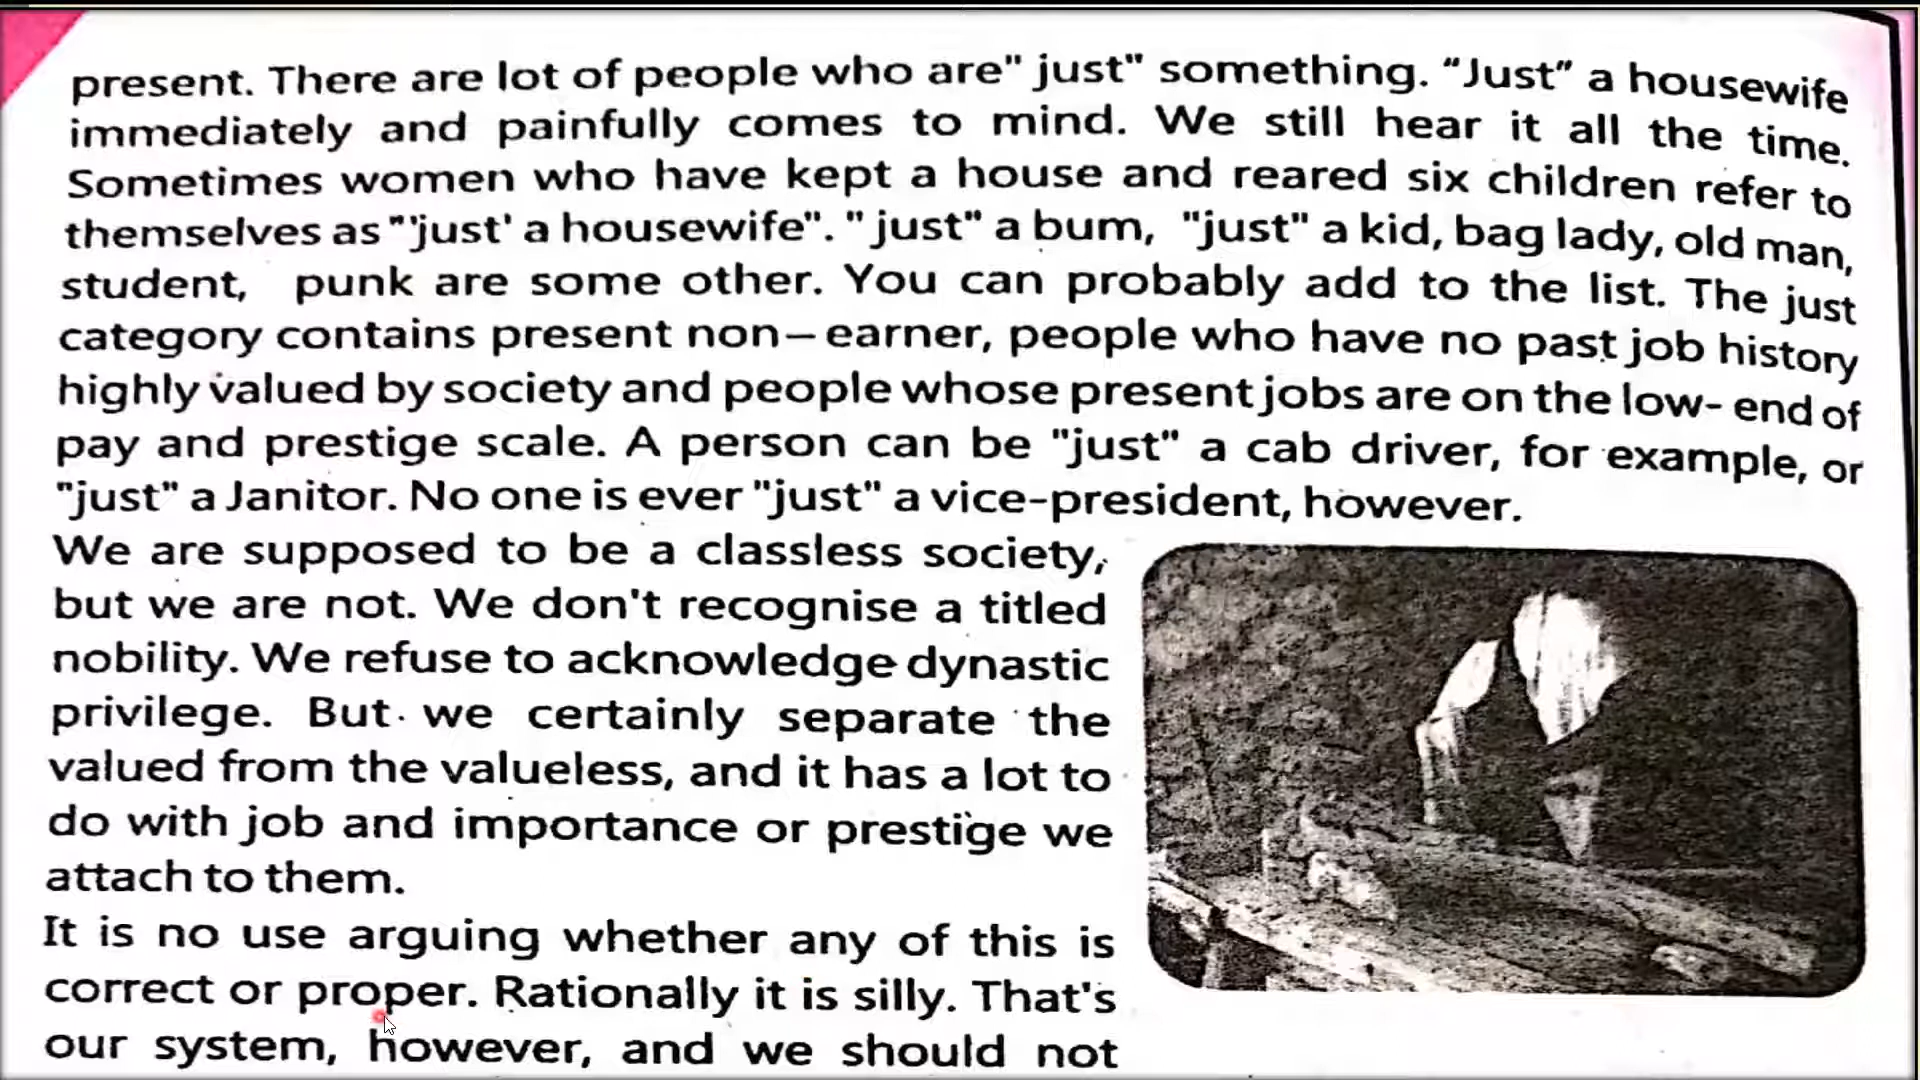 present. There are lot of people who are" just" something. “Just” a housewife
immediately and painfully comes to mind. We still hear it all the time.
Sometimes women who have kept a house and reared six children refer to
themselves as "'just' a housewife". " just" a bum, "just" a kid, bag lady, old man,
student, punk are some other. You can probably add to the list. The just
category contains present non–earner, people who have no past job history
highly valued by society and people whose present jobs are on the low- end of
pay and prestige scale. A person can be "just" a cab driver, for example, or
"just" a Janitor. No one is ever "just" a vice-president, however.
We are supposed to be a classless society,
but we are not. We don't recognise a titled
nobility. We refuse to acknowledge dynastic
privilege. But we certainly separate the
valued from the valueless, and it has a lot to
do with job and importance or prestige we
attach to them.
It is no use arguing whether any of this is
correct or proper. Rationally it is silly. That's
our system, however, and we should not